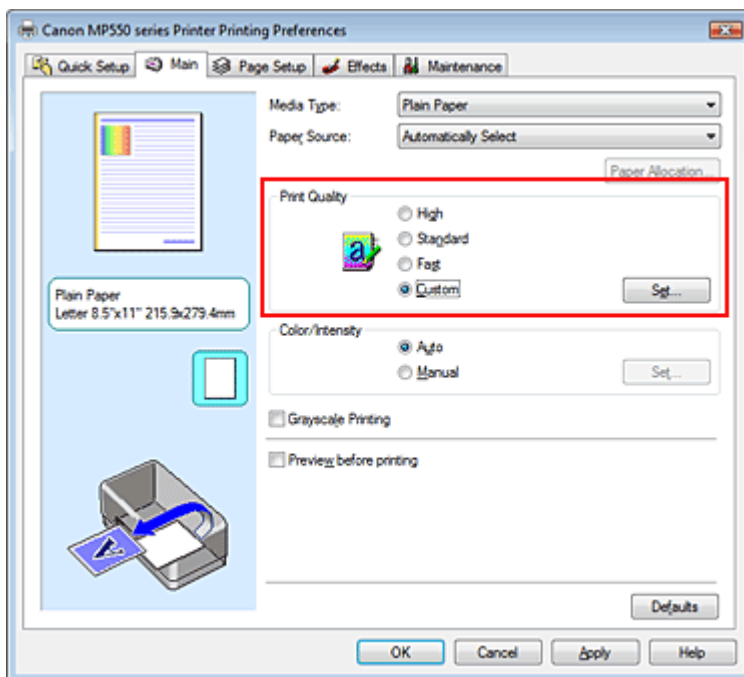 Canon MP550 series Printer Printing Preferences
Quick Setup Main Page Setup Effects Maintenance
Media Type: Plain Paper
Paper Source: Automatically Select
Paper Allocation...
Print Quality
High
Standard
Fast
Custom Set...
Plain Paper
Letter 8.5"x11" 215.9x279.4mm
Color/Intensity
Auto
Manual Set...
Grayscale Printing
Preview before printing
Defaults
OK Cancel Apply Help